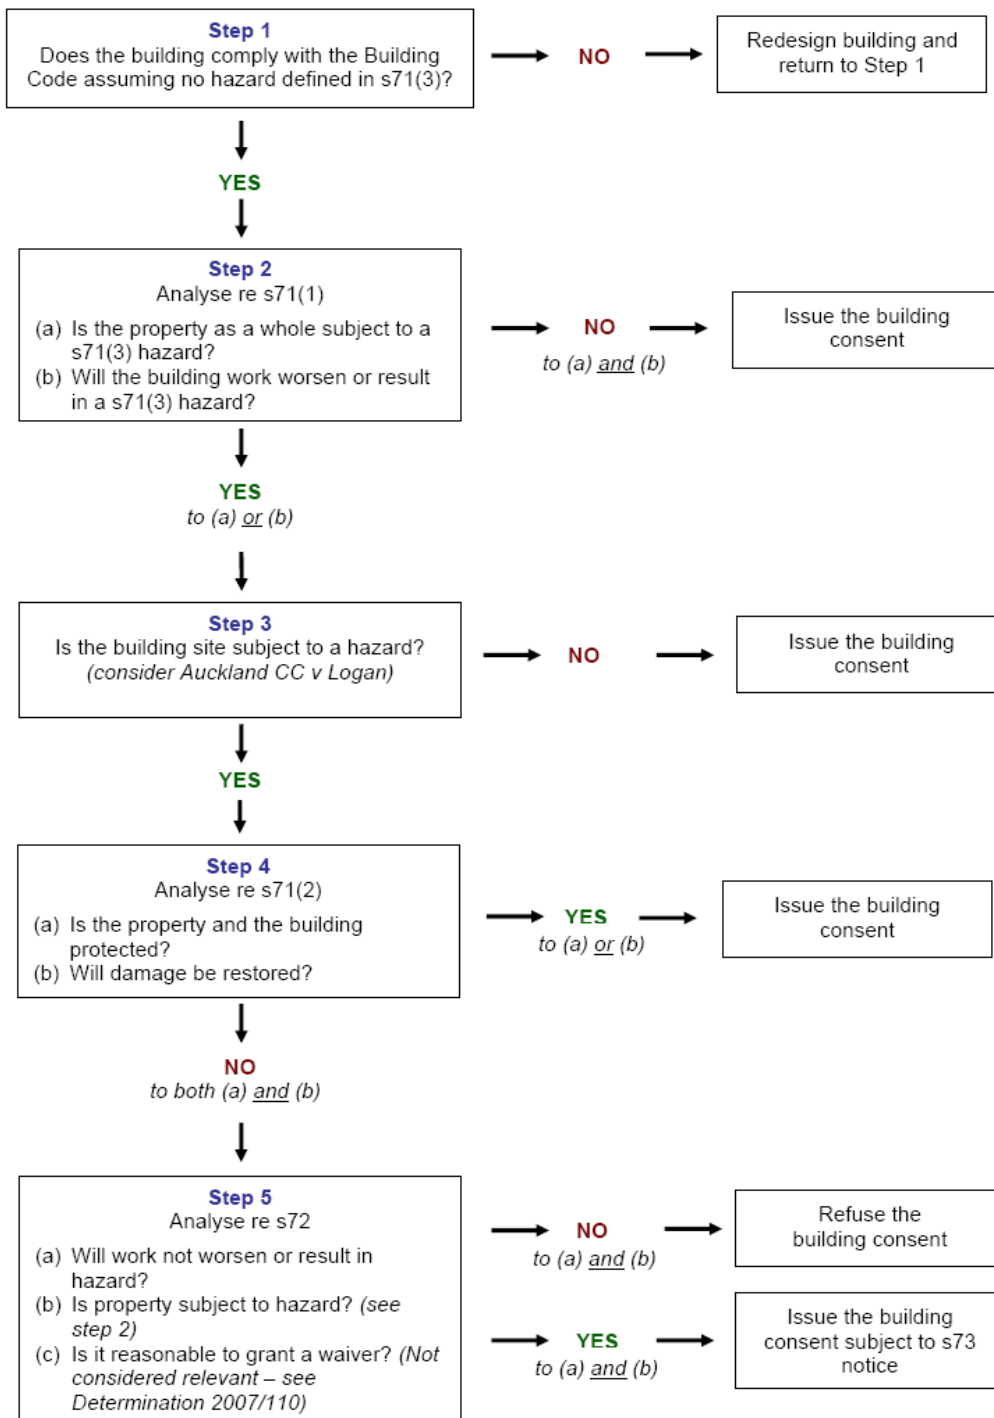 Step 1
Does the building comply with the Building
Code assuming no hazard defined in s71(3)?
NO
Redesign building and
return to Step 1
YES
Step 2
Analyse re s71(1)
(a) Is the property as a whole subject to a
s71(3) hazard?
(b) Will the building work worsen or result
in a s71(3) hazard?
NO
to (a) and (b)
Issue the building
consent
YES
to (a) or (b)
Step 3
Is the building site subject to a hazard?
(consider Auckland CC v Logan)
NO
Issue the building
consent
YES
Step 4
Analyse re s71(2)
(a) Is the property and the building
protected?
(b) Will damage be restored?
YES
to (a) or (b)
Issue the building
consent
NO
to both (a) and (b)
Step 5
Analyse re s72
(a) Will work not worsen or result in
hazard?
(b) Is property subject to hazard? (see
step 2)
(c) Is it reasonable to grant a waiver? (Not
considered relevant – see
Determination 2007/110)
NO
to (a) and (b)
Refuse the
building consent
YES
to (a) and (b)
Issue the building
consent subject to s73
notice